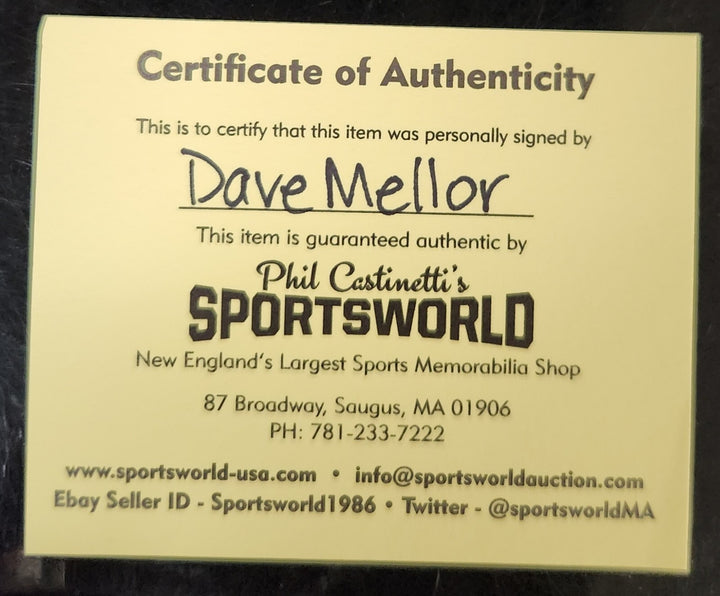 Certificate of Authenticity
This is to certify that this item was personally signed by
Dave Mellor
This item is guaranteed authentic by
Phil Castinetti's
SPORTSWORLD
New England's Largest Sports Memorabilia Shop
87 Broadway, Saugus, MA 01906
PH: 781-233-7222
www.sportsworld-usa.com • info@sportsworldauction.com
Ebay Seller ID - Sportsworld1986 • Twitter - @sportsworldMA